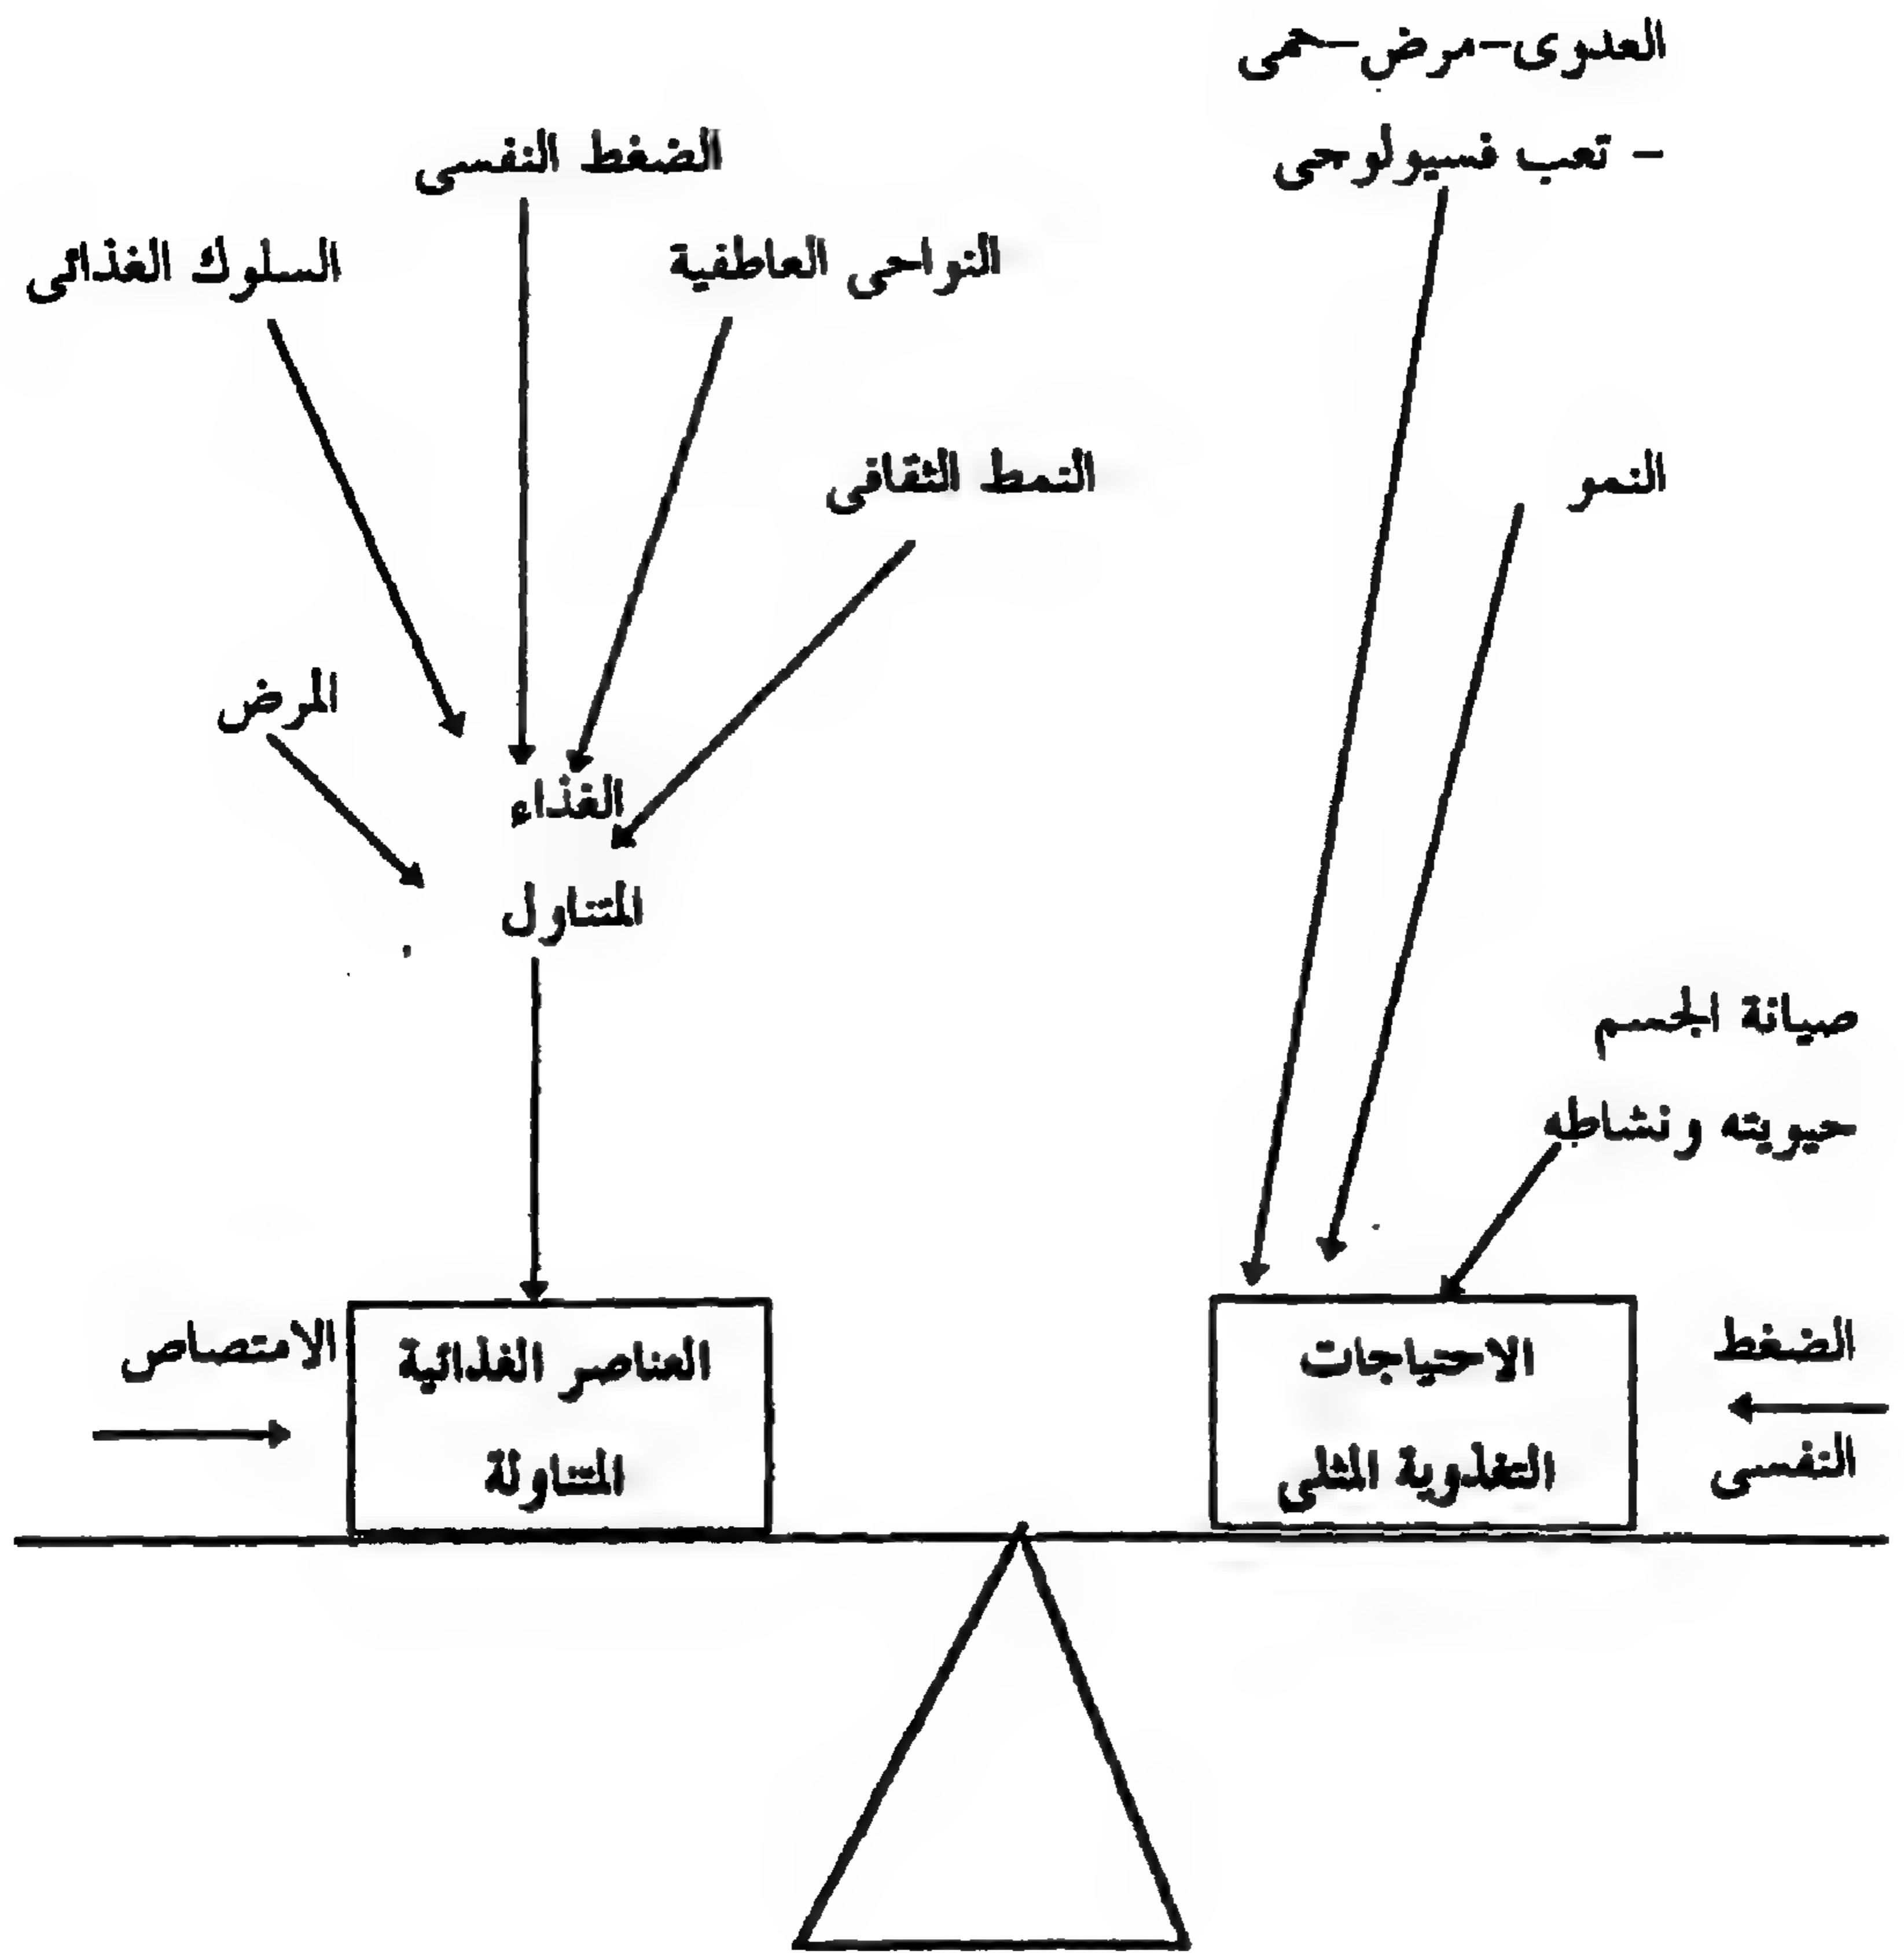 العدوى-مرض-حمى
- تعب فسيولوجى
الضغط النفسى
النواحى العاطفية
السلوك الغذائى
النمط الثقافى
النمو
المرض
الغذاء
المتناول
صيانة الجسم
حيويته ونشاطه
الضغط
النفسى
الاحتياجات
التغذوية المثلى
العناصر الغذائية
المتناولة
الامتصاص